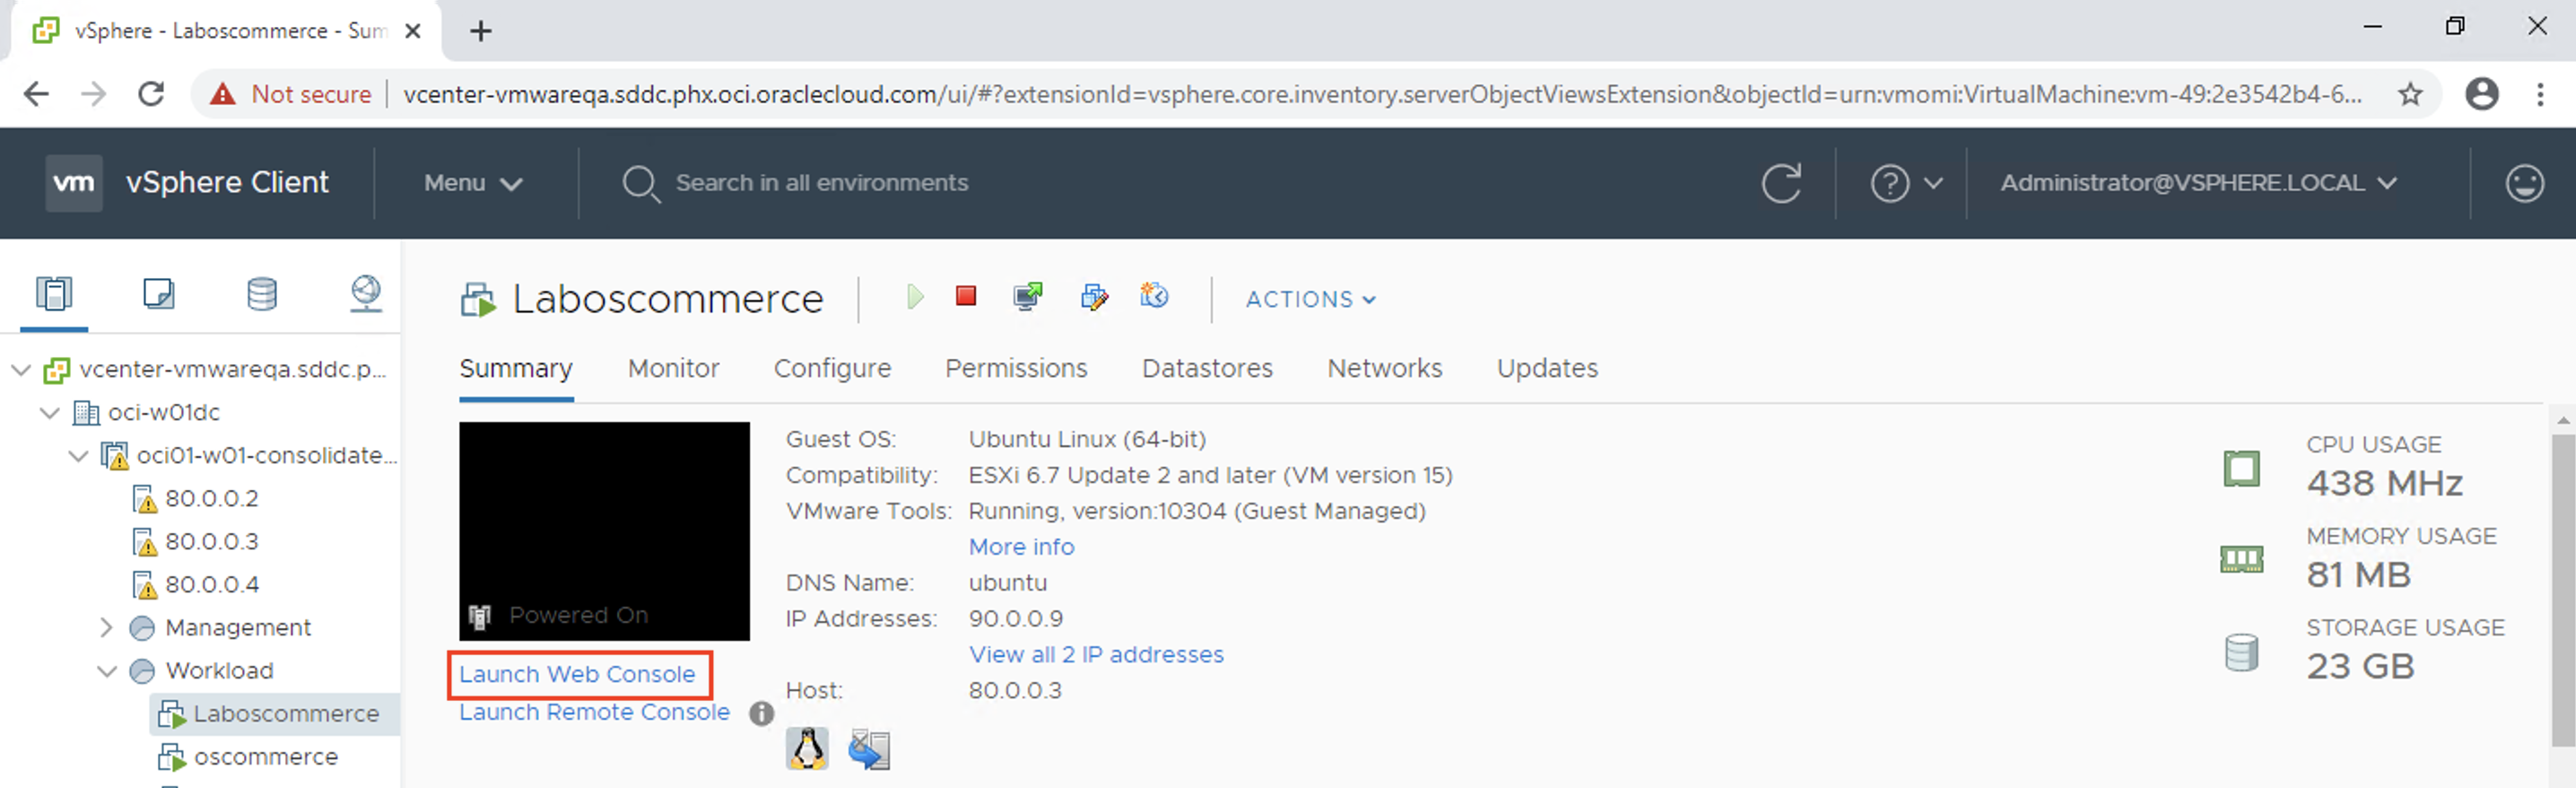 vSphere - Laboscommerce - Sum
Not secure
vcenter-vmwareqa.sddc.phx.oci.oraclecloud.com/ui/#?extensionId=vsphere.core.inventory.serverObjectViewsExtension&objectId=urn:vmomi:VirtualMachine:vm-49:2e3542b4-6...
vm vSphere Client
Menu
Search in all environments
Administrator@VSPHERE.LOCAL
vcenter-vmwareqa.sddc.p...
oci-w01dc
oci01-w01-consolidate...
80.0.0.2
80.0.0.3
80.0.0.4
Management
Workload
Laboscommerce
oscommerce
Laboscommerce
ACTIONS
Summary Monitor Configure Permissions Datastores Networks Updates
Powered On
Launch Web Console
Launch Remote Console
Guest OS: Ubuntu Linux (64-bit)
Compatibility: ESXi 6.7 Update 2 and later (VM version 15)
VMware Tools: Running, version:10304 (Guest Managed)
More info
DNS Name: ubuntu
IP Addresses: 90.0.0.9
View all 2 IP addresses
Host: 80.0.0.3
CPU USAGE
438 MHz
MEMORY USAGE
81 MB
STORAGE USAGE
23 GB